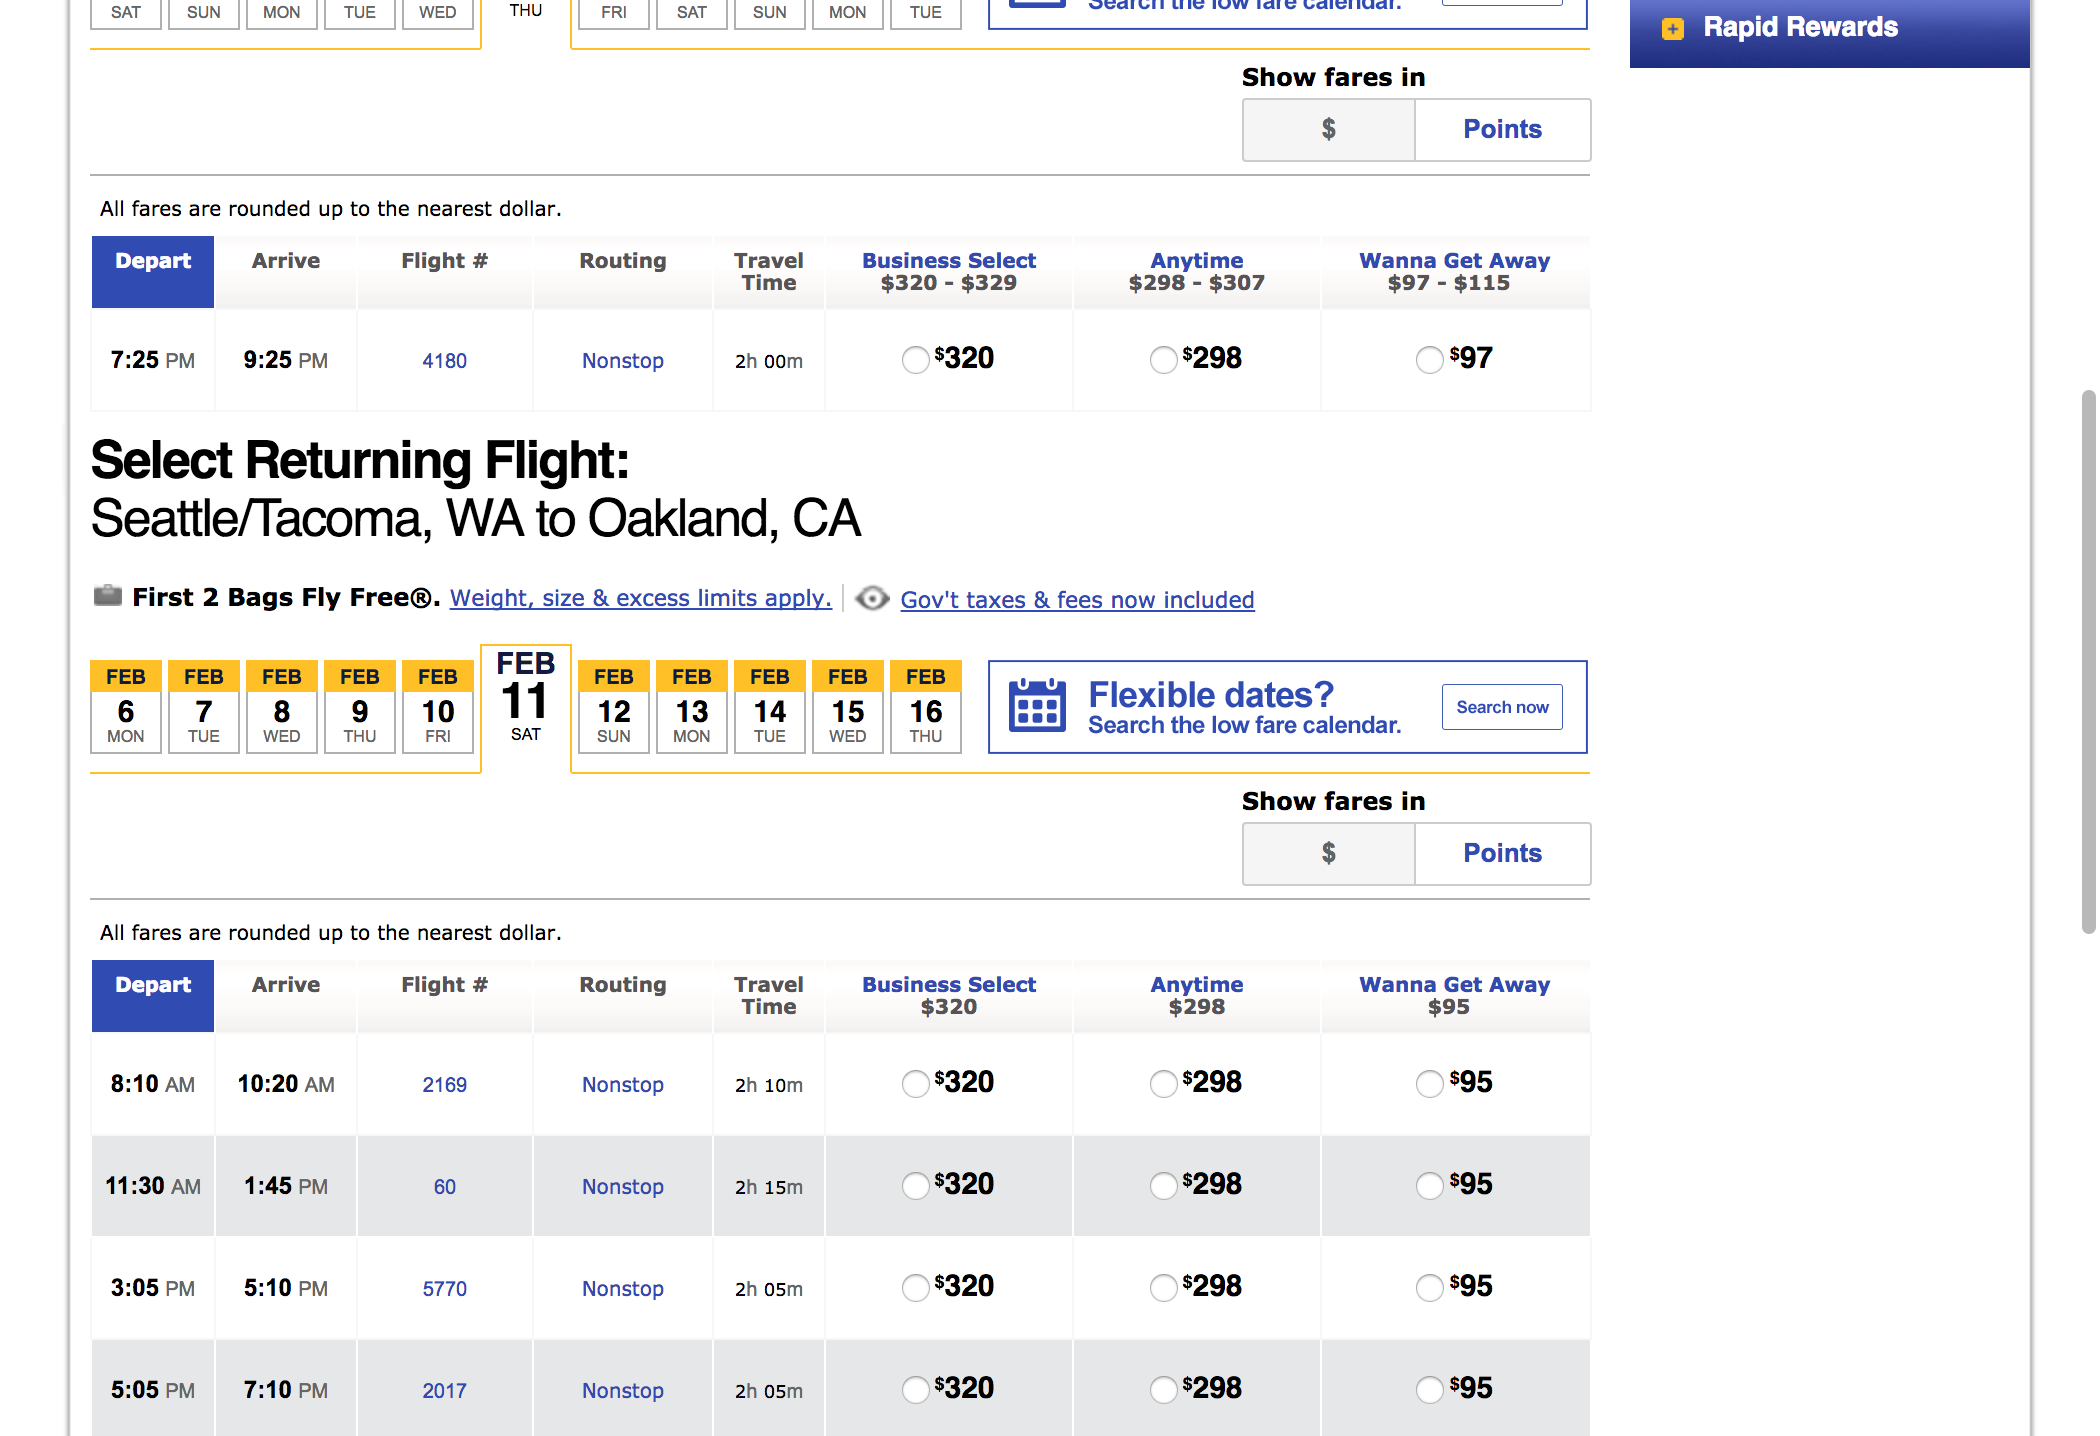 SAT SUN MON TUE WED THU FRI SAT SUN MON TUE
Search the low fare calendar.
Rapid Rewards
Show fares in
$ Points
All fares are rounded up to the nearest dollar.
Depart Arrive Flight # Routing Travel Time Business Select $320 - $329 Anytime $298 - $307 Wanna Get Away $97 - $115
7:25 PM 9:25 PM 4180 Nonstop 2h 00m $320 $298 $97
Select Returning Flight:
Seattle/Tacoma, WA to Oakland, CA
First 2 Bags Fly Free®. Weight, size & excess limits apply. Gov't taxes & fees now included
FEB FEB FEB FEB FEB FEB FEB FEB FEB FEB FEB
6 7 8 9 10 11 12 13 14 15 16
MON TUE WED THU FRI SAT SUN MON TUE WED THU
Flexible dates?
Search the low fare calendar.
Search now
Show fares in
$ Points
All fares are rounded up to the nearest dollar.
Depart Arrive Flight # Routing Travel Time Business Select $320 Anytime $298 Wanna Get Away $95
8:10 AM 10:20 AM 2169 Nonstop 2h 10m $320 $298 $95
11:30 AM 1:45 PM 60 Nonstop 2h 15m $320 $298 $95
3:05 PM 5:10 PM 5770 Nonstop 2h 05m $320 $298 $95
5:05 PM 7:10 PM 2017 Nonstop 2h 05m $320 $298 $95